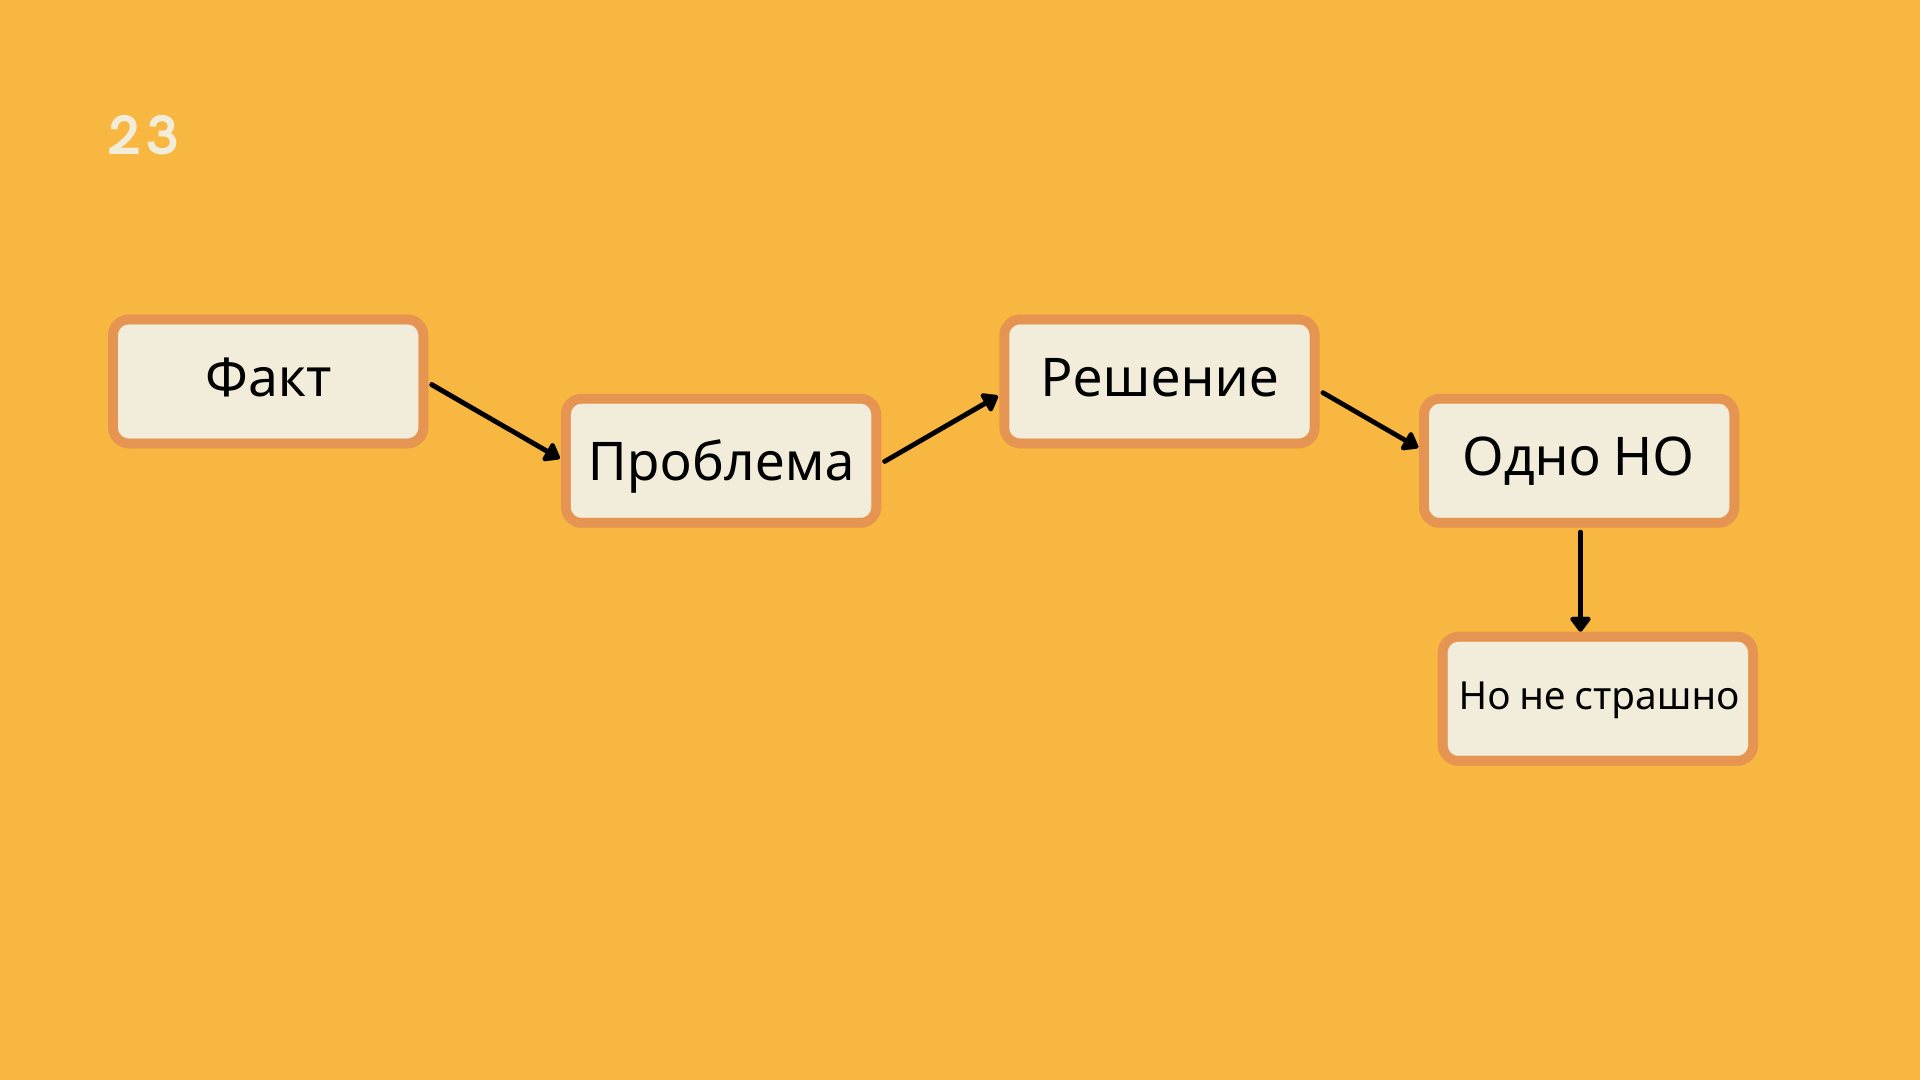 23
Факт
Проблема
Решение
Одно НО
Но не страшно